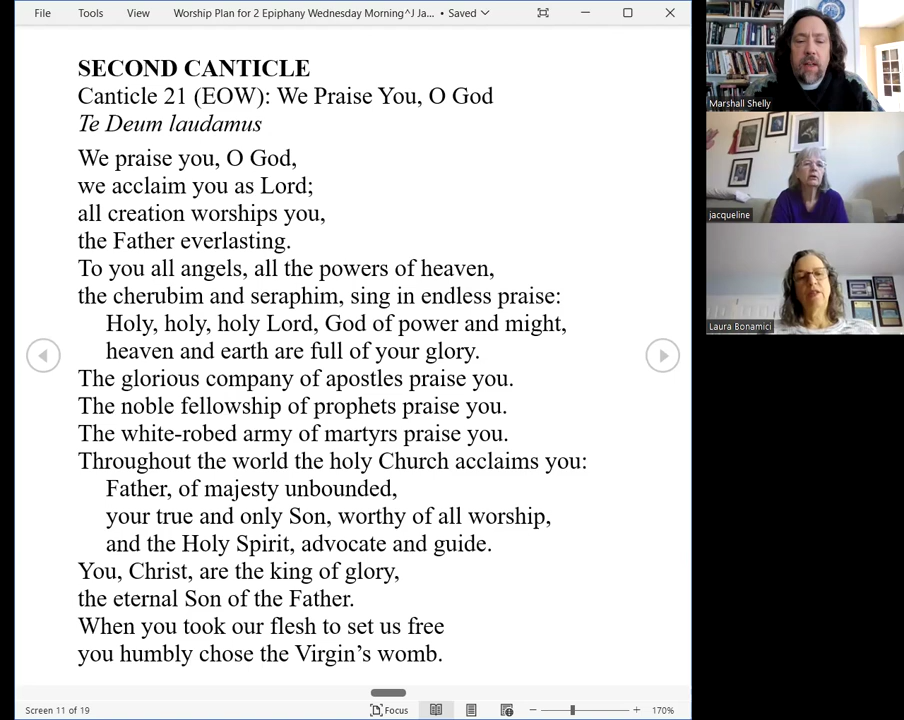 File Tools View Worship Plan for 2 Epiphany Wednesday Morning^J Ja... • Saved
SECOND CANTICLE
Canticle 21 (EOW): We Praise You, O God
Te Deum laudamus
We praise you, O God,
we acclaim you as Lord;
all creation worships you,
the Father everlasting.
To you all angels, all the powers of heaven,
the cherubim and seraphim, sing in endless praise:
Holy, holy, holy Lord, God of power and might,
heaven and earth are full of your glory.
The glorious company of apostles praise you.
The noble fellowship of prophets praise you.
The white-robed army of martyrs praise you.
Throughout the world the holy Church acclaims you:
Father, of majesty unbounded,
your true and only Son, worthy of all worship,
and the Holy Spirit, advocate and guide.
You, Christ, are the king of glory,
the eternal Son of the Father.
When you took our flesh to set us free
you humbly chose the Virgin’s womb.
Screen 11 of 19 Focus 170%
Marshall Shelly
jacqueline
Laura Bonamici